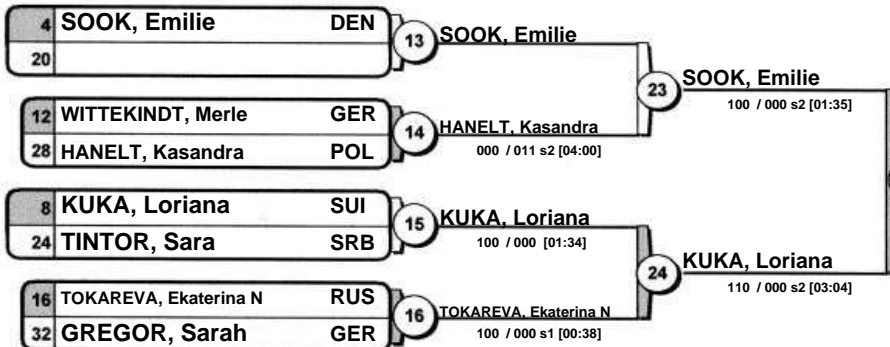 4 SOOK, Emilie DEN
20
13 SOOK, Emilie
12 WITTEKINDT, Merle GER
28 HANELT, Kasandra POL
14 HANELT, Kasandra
000 / 011 s2 [04:00]
23 SOOK, Emilie
100 / 000 s2 [01:35]
8 KUKA, Loriana SUI
24 TINTOR, Sara SRB
15 KUKA, Loriana
100 / 000 [01:34]
16 TOKAREVA, Ekaterina N RUS
32 GREGOR, Sarah GER
16 TOKAREVA, Ekaterina N
100 / 000 s1 [00:38]
24 KUKA, Loriana
110 / 000 s2 [03:04]